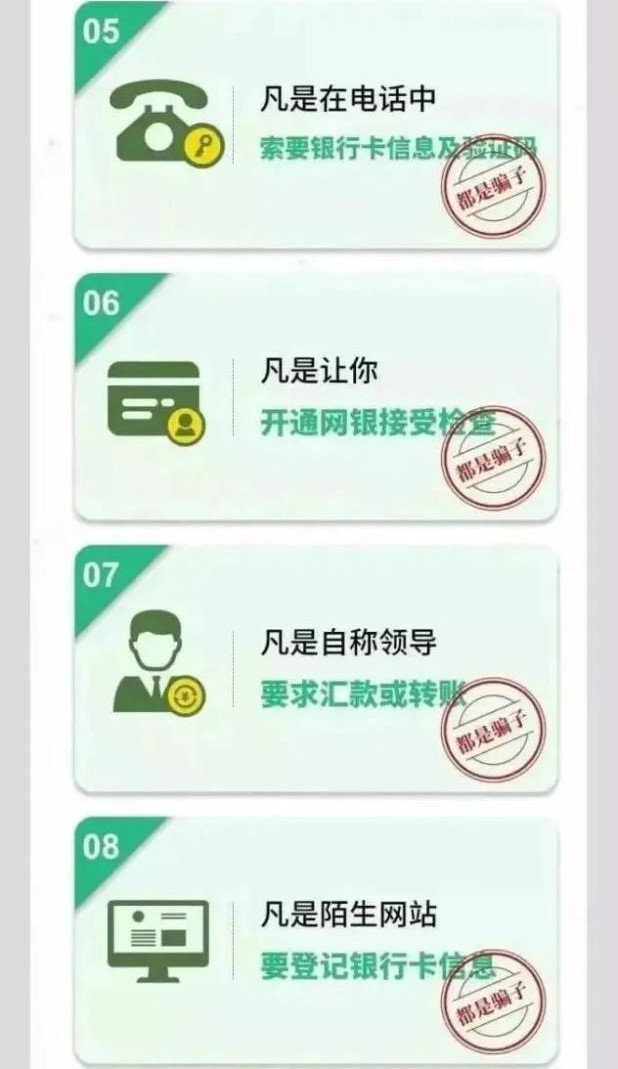 05
凡是在电话中
索要银行卡信息及验证码
都是骗子
06
凡是让你
开通网银接受检查
都是骗子
07
凡是自称领导
要求汇款或转账
都是骗子
08
凡是陌生网站
要登记银行卡信息
都是骗子